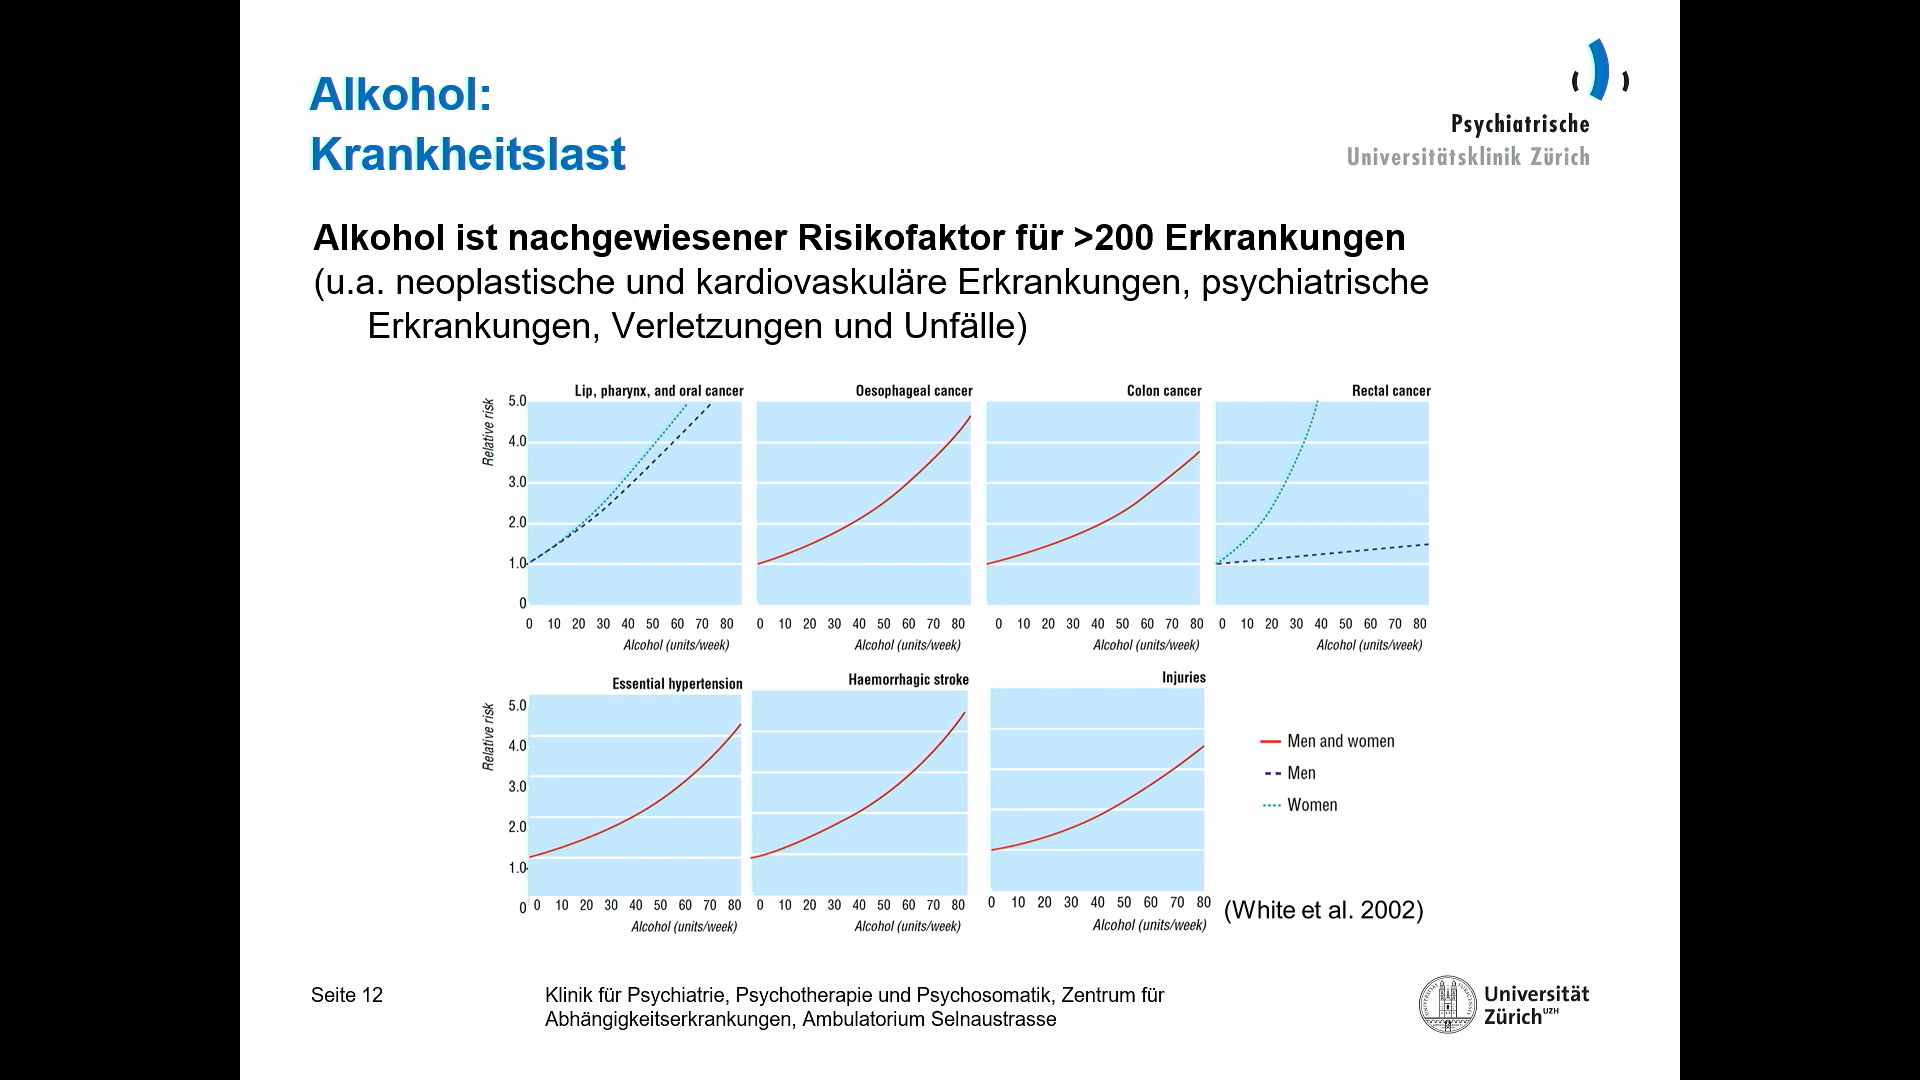 Alkohol:
Krankheitslast
Psychiatrische
Universitätsklinik Zürich
Alkohol ist nachgewiesener Risikofaktor für >200 Erkrankungen
(u.a. neoplastische und kardiovaskuläre Erkrankungen, psychiatrische
Erkrankungen, Verletzungen und Unfälle)
Lip, pharynx, and oral cancer
Oesophageal cancer
Colon cancer
Rectal cancer
Relative risk
5.0
4.0
3.0
2.0
1.0
0
0 10 20 30 40 50 60 70 80
0 10 20 30 40 50 60 70 80
0 10 20 30 40 50 60 70 80
0 10 20 30 40 50 60 70 80
Alcohol (units/week)
Alcohol (units/week)
Alcohol (units/week)
Alcohol (units/week)
Essential hypertension
Haemorrhagic stroke
Injuries
Relative risk
5.0
4.0
3.0
2.0
1.0
0
0 10 20 30 40 50 60 70 80
0 10 20 30 40 50 60 70 80
0 10 20 30 40 50 60 70 80
Alcohol (units/week)
Alcohol (units/week)
Alcohol (units/week)
Men and women
Men
Women
(White et al. 2002)
Seite 12
Klinik für Psychiatrie, Psychotherapie und Psychosomatik, Zentrum für
Abhängigkeitserkrankungen, Ambulatorium Selnaustrasse
Universität
Zürich UZH